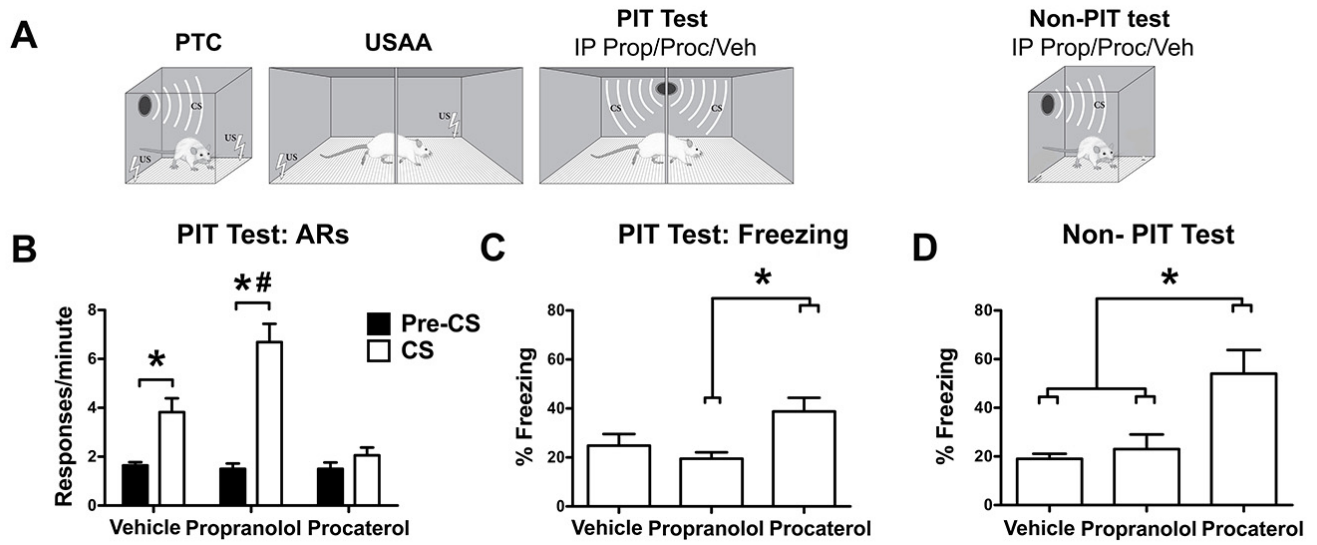 A
PTC
USAA
PIT Test
IP Prop/Proc/Veh
Non-PIT test
IP Prop/Proc/Veh
CS
US
US
US
US
CS
CS
CS
B
PIT Test: ARs
C
PIT Test: Freezing
D
Non- PIT Test
Responses/minute
8
6
4
2
0
*
*#
Pre-CS
CS
Vehicle Propranolol Procaterol
% Freezing
80
60
40
20
0
*
Vehicle Propranolol Procaterol
% Freezing
80
60
40
20
0
*
Vehicle Propranolol Procaterol